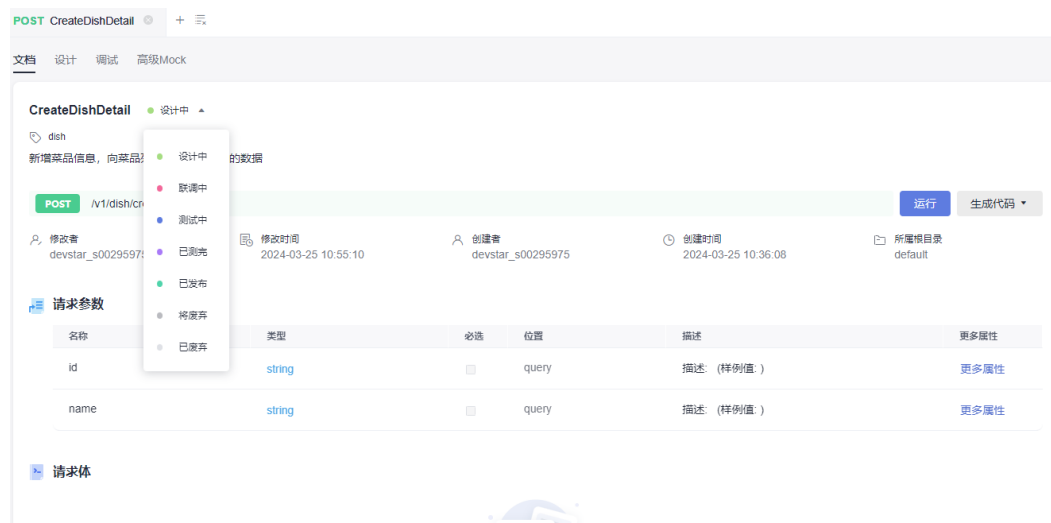 POST CreateDishDetail
文档 设计 调试 高级Mock
CreateDishDetail 设计中
dish
新增菜品信息，向菜品 的数据
设计中
联调中
测试中
已测完
已发布
将废弃
已废弃
POST /v1/dish/cr 运行 生成代码
修改者 修改时间 创建者 创建时间 所属根目录
devstar_s00295975 2024-03-25 10:55:10 devstar_s00295975 2024-03-25 10:36:08 default
请求参数
名称 类型 必选 位置 描述 更多属性
id string query 描述: (样例值: ) 更多属性
name string query 描述: (样例值: ) 更多属性
请求体